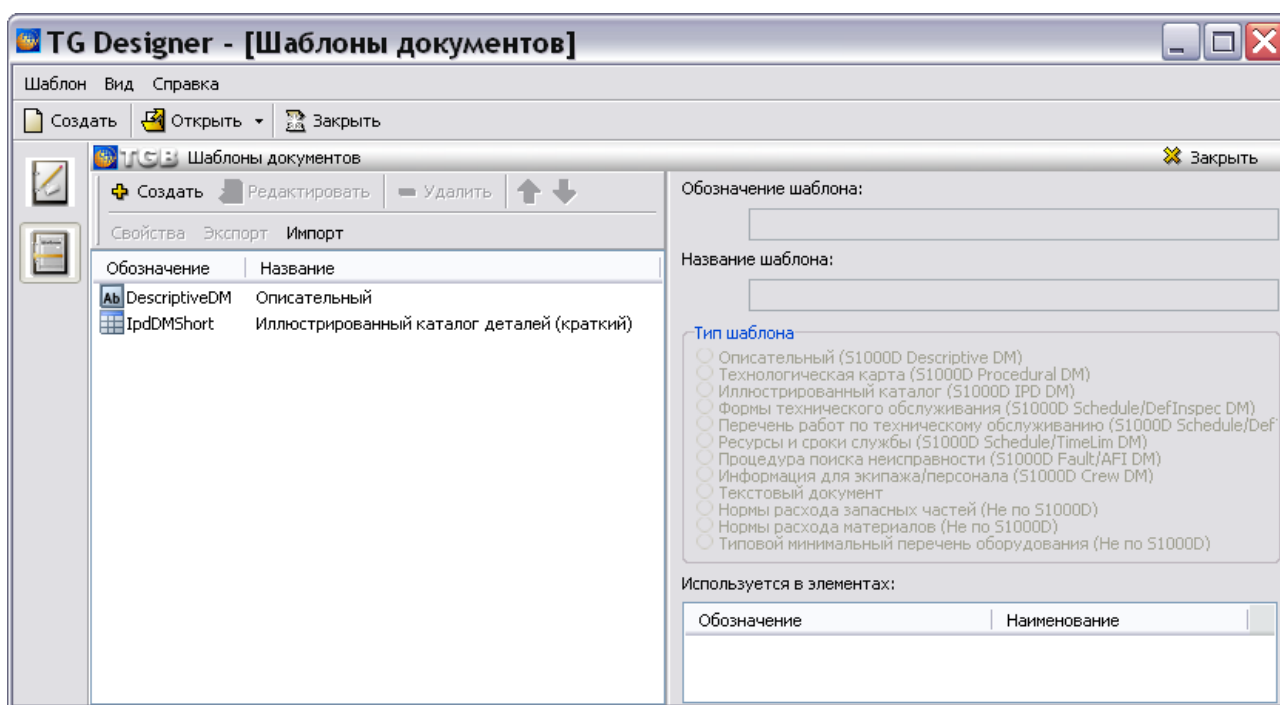 TG Designer - [Шаблоны документов]
Шаблон Вид Справка
Создать Открыть Закрыть
TGB Шаблоны документов Закрыть
Создать Редактировать Удалить
Свойства Экспорт Импорт
Обозначение Название
Ab DescriptiveDM Описательный
IpdDMShort Иллюстрированный каталог деталей (краткий)
Обозначение шаблона:
Название шаблона:
Тип шаблона
Описательный (S1000D Descriptive DM)
Технологическая карта (S1000D Procedural DM)
Иллюстрированный каталог (S1000D IPD DM)
Формы технического обслуживания (S1000D Schedule/DefInspec DM)
Перечень работ по техническому обслуживанию (S1000D Schedule/Def
Ресурсы и сроки службы (S1000D Schedule/TimeLim DM)
Процедура поиска неисправности (S1000D Fault/AFI DM)
Информация для экипажа/персонала (S1000D Crew DM)
Текстовый документ
Нормы расхода запасных частей (Не по S1000D)
Нормы расхода материалов (Не по S1000D)
Типовой минимальный перечень оборудования (Не по S1000D)
Используется в элементах:
Обозначение Наименование